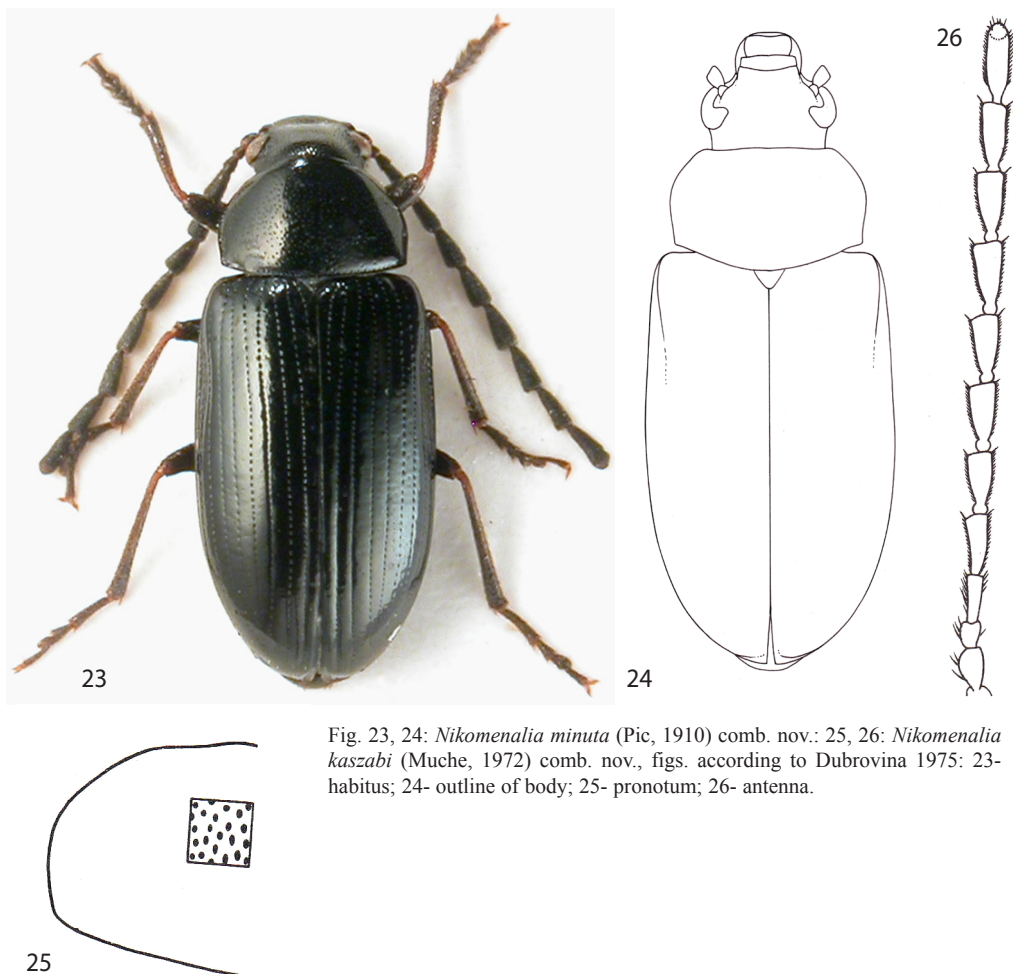 26
23
24
Fig. 23, 24: Nikomenalia minuta (Pic, 1910) comb. nov.: 25, 26: Nikomenalia
kaszabi (Muche, 1972) comb. nov., figs. according to Dubrovina 1975: 23-
habitus; 24- outline of body; 25- pronotum; 26- antenna.
25